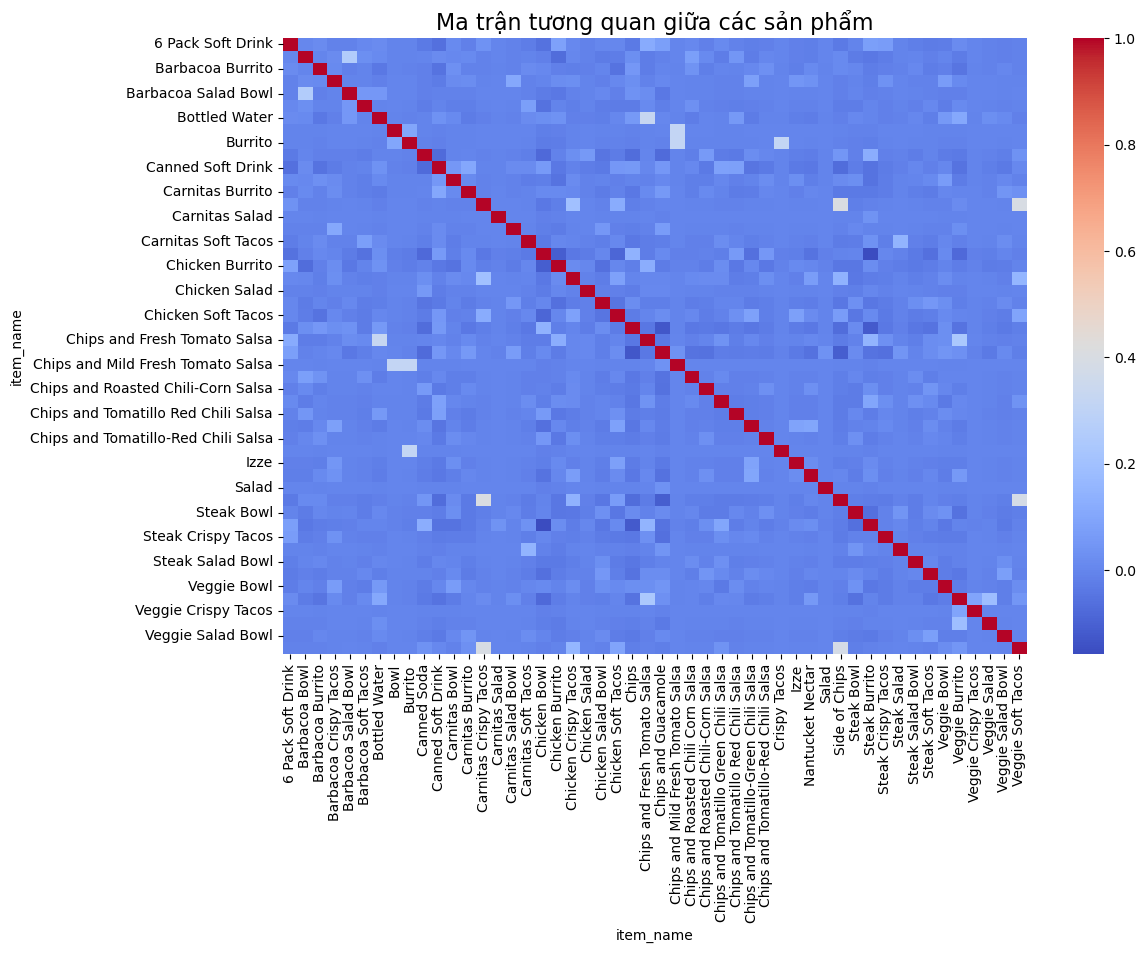 Ma trận tương quan giữa các sản phẩm
item_name
6 Pack Soft Drink
Barbacoa Burrito
Barbacoa Salad Bowl
Bottled Water
Burrito
Canned Soft Drink
Carnitas Burrito
Carnitas Salad
Carnitas Soft Tacos
Chicken Burrito
Chicken Salad
Chicken Soft Tacos
Chips and Fresh Tomato Salsa
Chips and Mild Fresh Tomato Salsa
Chips and Roasted Chili-Corn Salsa
Chips and Tomatillo Red Chili Salsa
Chips and Tomatillo-Red Chili Salsa
Izze
Salad
Steak Bowl
Steak Crispy Tacos
Steak Salad Bowl
Veggie Bowl
Veggie Crispy Tacos
Veggie Salad Bowl
6 Pack Soft Drink
Barbacoa Bowl
Barbacoa Burrito
Barbacoa Crispy Tacos
Barbacoa Salad Bowl
Barbacoa Soft Tacos
Bottled Water
Bowl
Burrito
Canned Soda
Canned Soft Drink
Carnitas Bowl
Carnitas Burrito
Carnitas Crispy Tacos
Carnitas Salad
Carnitas Salad Bowl
Carnitas Soft Tacos
Chicken Bowl
Chicken Burrito
Chicken Crispy Tacos
Chicken Salad
Chicken Salad Bowl
Chicken Soft Tacos
Chips
Chips and Fresh Tomato Salsa
Chips and Guacamole
Chips and Mild Fresh Tomato Salsa
Chips and Roasted Chili Corn Salsa
Chips and Roasted Chili-Corn Salsa
Chips and Tomatillo Green Chili Salsa
Chips and Tomatillo Red Chili Salsa
Chips and Tomatillo-Green Chili Salsa
Chips and Tomatillo-Red Chili Salsa
Crispy Tacos
Izze
Nantucket Nectar
Salad
Side of Chips
Steak Bowl
Steak Burrito
Steak Crispy Tacos
Steak Salad
Steak Salad Bowl
Steak Soft Tacos
Veggie Bowl
Veggie Burrito
Veggie Crispy Tacos
Veggie Salad
Veggie Salad Bowl
Veggie Soft Tacos
item_name
1.0
0.8
0.6
0.4
0.2
0.0